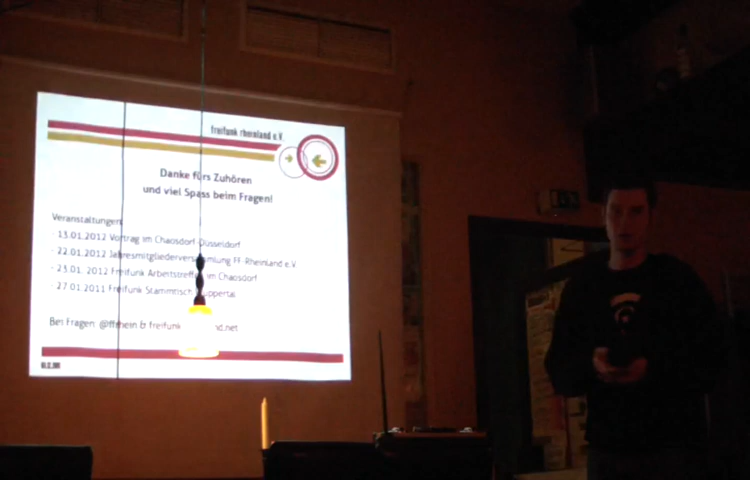 freifunk rheinland e.V.
Danke fürs Zuhören
und viel Spass beim Fragen!
Veranstaltungen
- 13.01.2012 Vortrag im Chaosdorf Düsseldorf
- 22.01.2012 Jahresmitgliederversammlung FF-Rheinland e.V
- 23.01. 2012 Freifunk Arbeitstreffen im Chaosdorf
- 27.01.2011 Freifunk Stammtisch
Bei Fragen: @ffrhein &